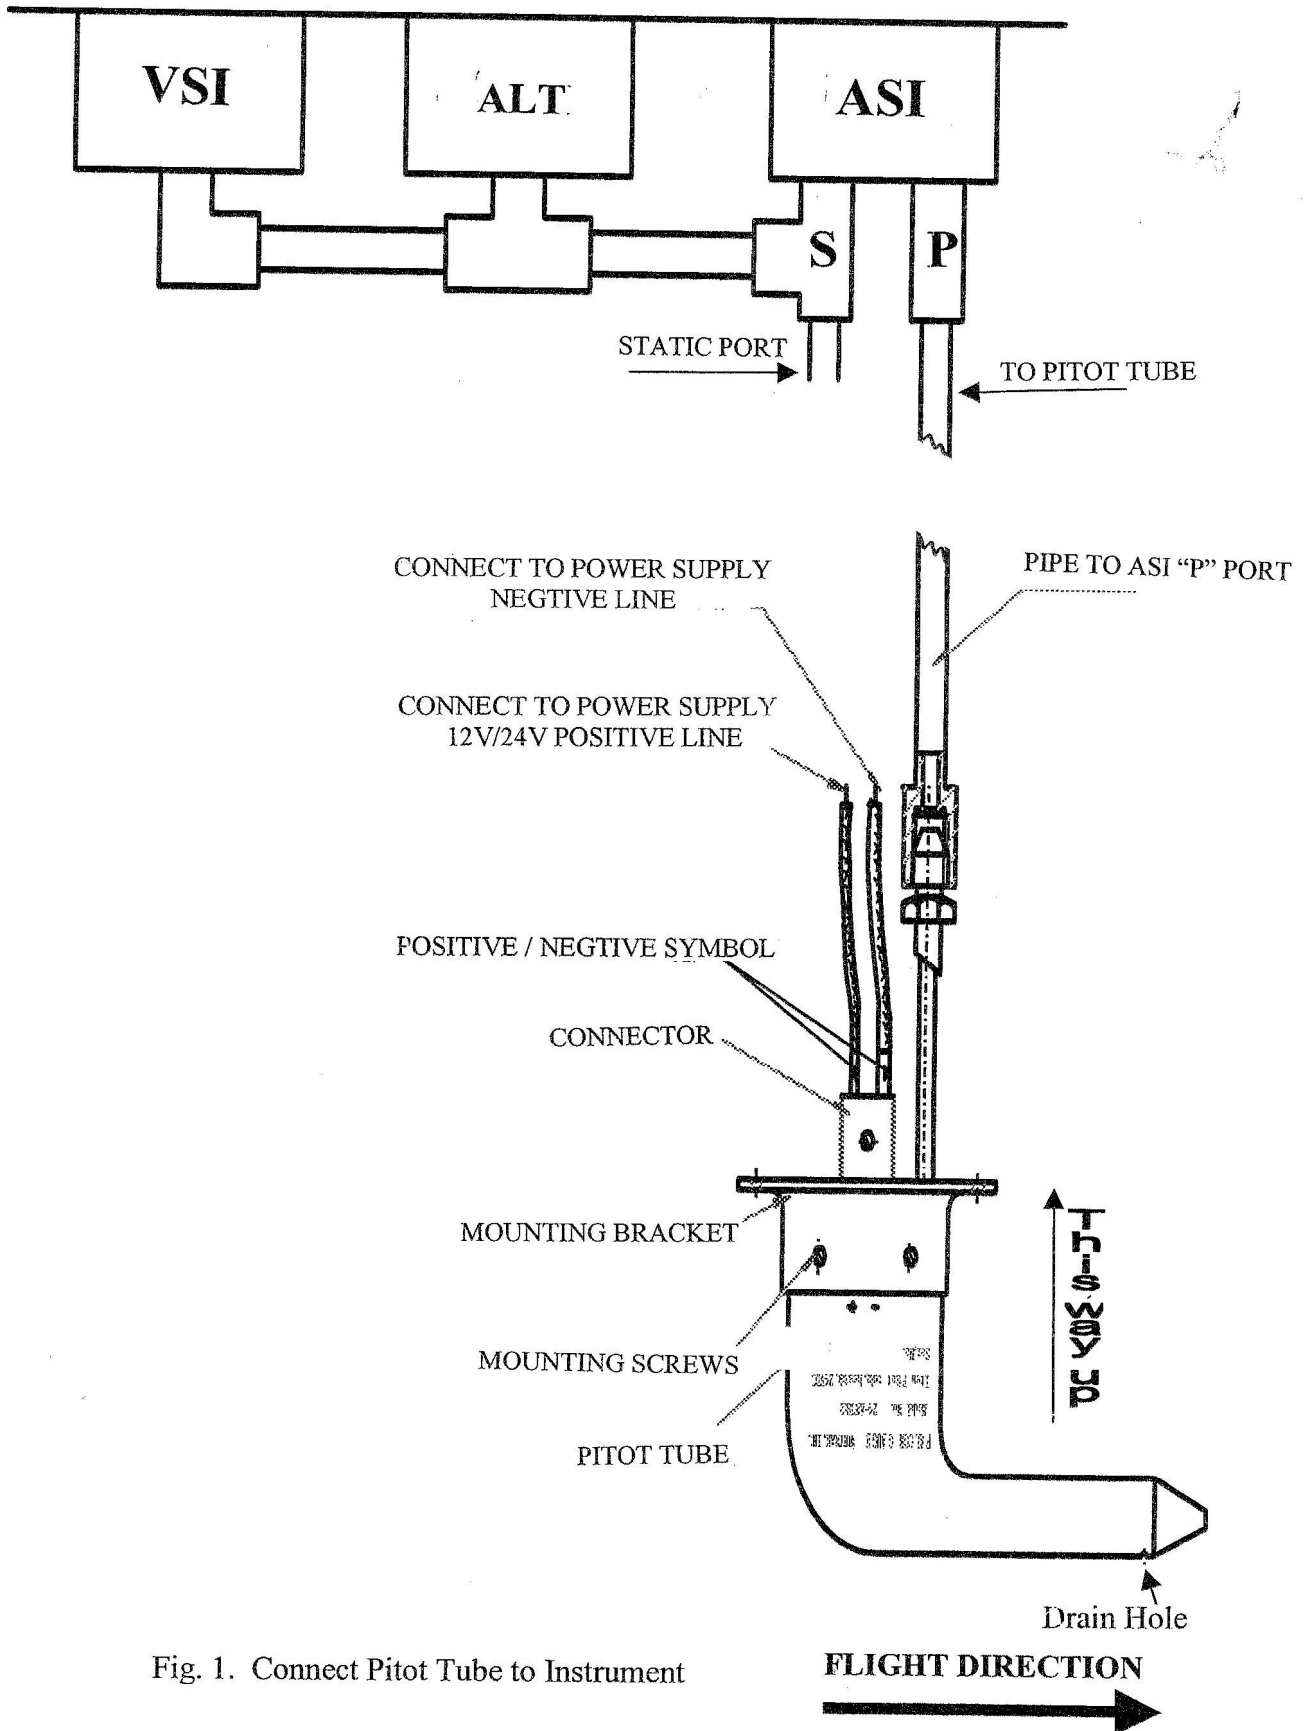 VSI
ALT
ASI
S
P
STATIC PORT
TO PITOT TUBE
CONNECT TO POWER SUPPLY
NEGTIVE LINE
PIPE TO ASI “P” PORT
CONNECT TO POWER SUPPLY
12V/24V POSITIVE LINE
POSITIVE / NEGTIVE SYMBOL
CONNECTOR
MOUNTING BRACKET
This way up
MOUNTING SCREWS
PITOT TUBE
Drain Hole
Fig. 1. Connect Pitot Tube to Instrument
FLIGHT DIRECTION